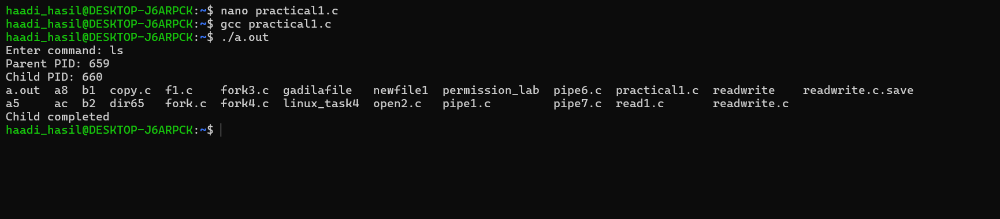 haadi_hasil@DESKTOP-J6ARPCK:~$ nano practical1.c
haadi_hasil@DESKTOP-J6ARPCK:~$ gcc practical1.c
haadi_hasil@DESKTOP-J6ARPCK:~$ ./a.out
Enter command: ls
Parent PID: 659
Child PID: 660
a.out  a8  b1  copy.c  f1.c    fork3.c  gadilafile   newfile1  permission_lab  pipe6.c  practical1.c  readwrite    readwrite.c.save
a5     ac  b2  dir65   fork.c  fork4.c  linux_task4  open2.c   pipe1.c         pipe7.c  read1.c       readwrite.c
Child completed
haadi_hasil@DESKTOP-J6ARPCK:~$